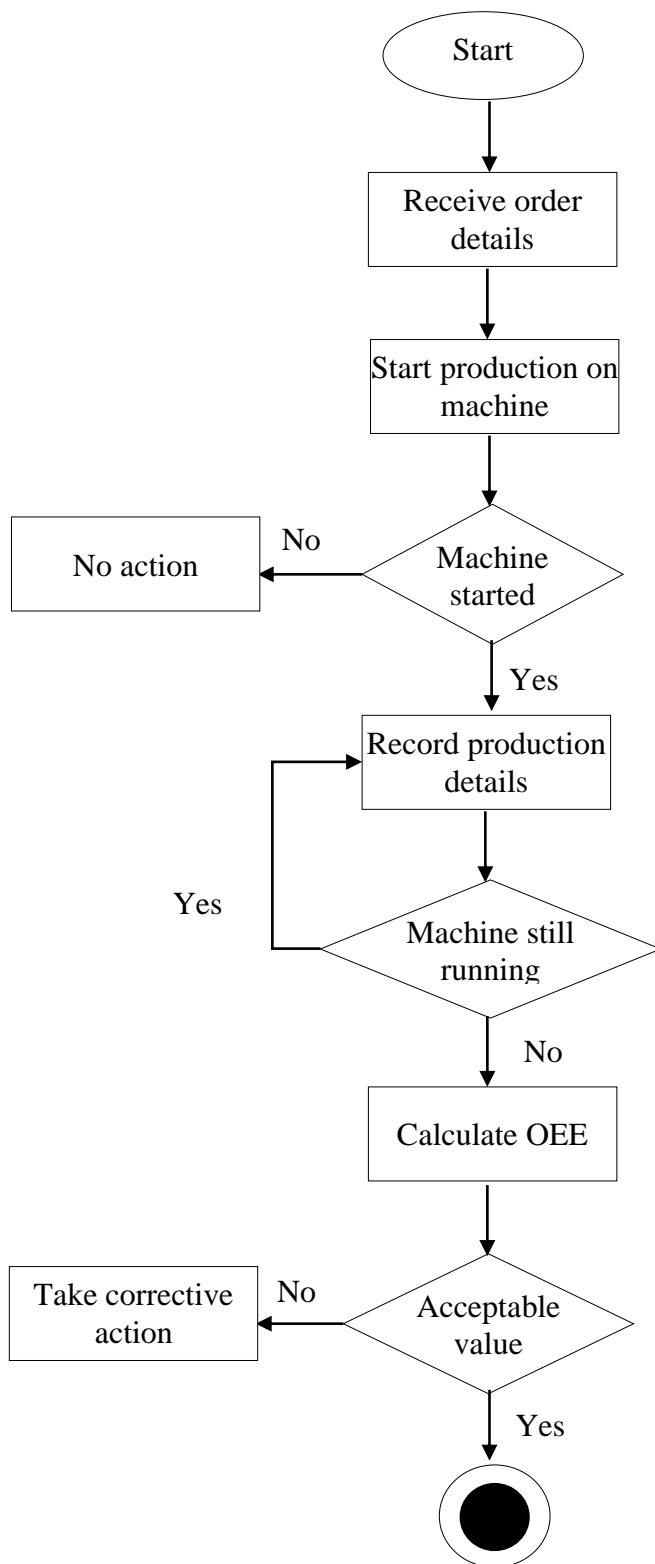 Start
Receive order
details
Start production on
machine
No
No action
Machine
started
Yes
Record production
details
Yes
Machine still
running
No
Calculate OEE
Take corrective
action
No
Acceptable
value
Yes